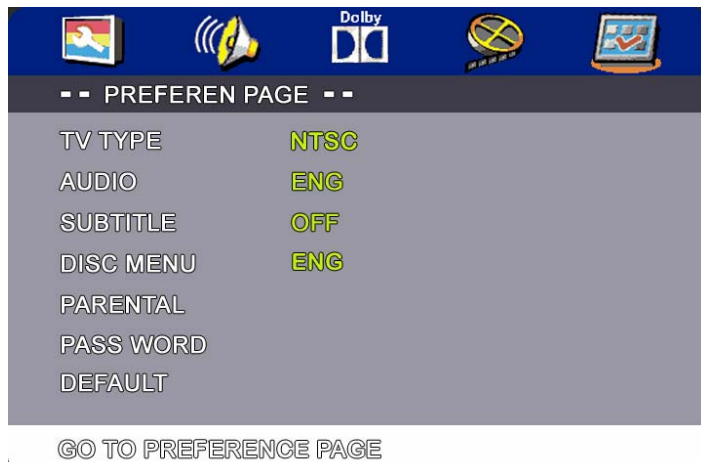 Dolby
-- PREFEREN PAGE --
TV TYPE NTSC
AUDIO ENG
SUBTITLE OFF
DISC MENU ENG
PARENTAL
PASS WORD
DEFAULT
GO TO PREFERENCE PAGE